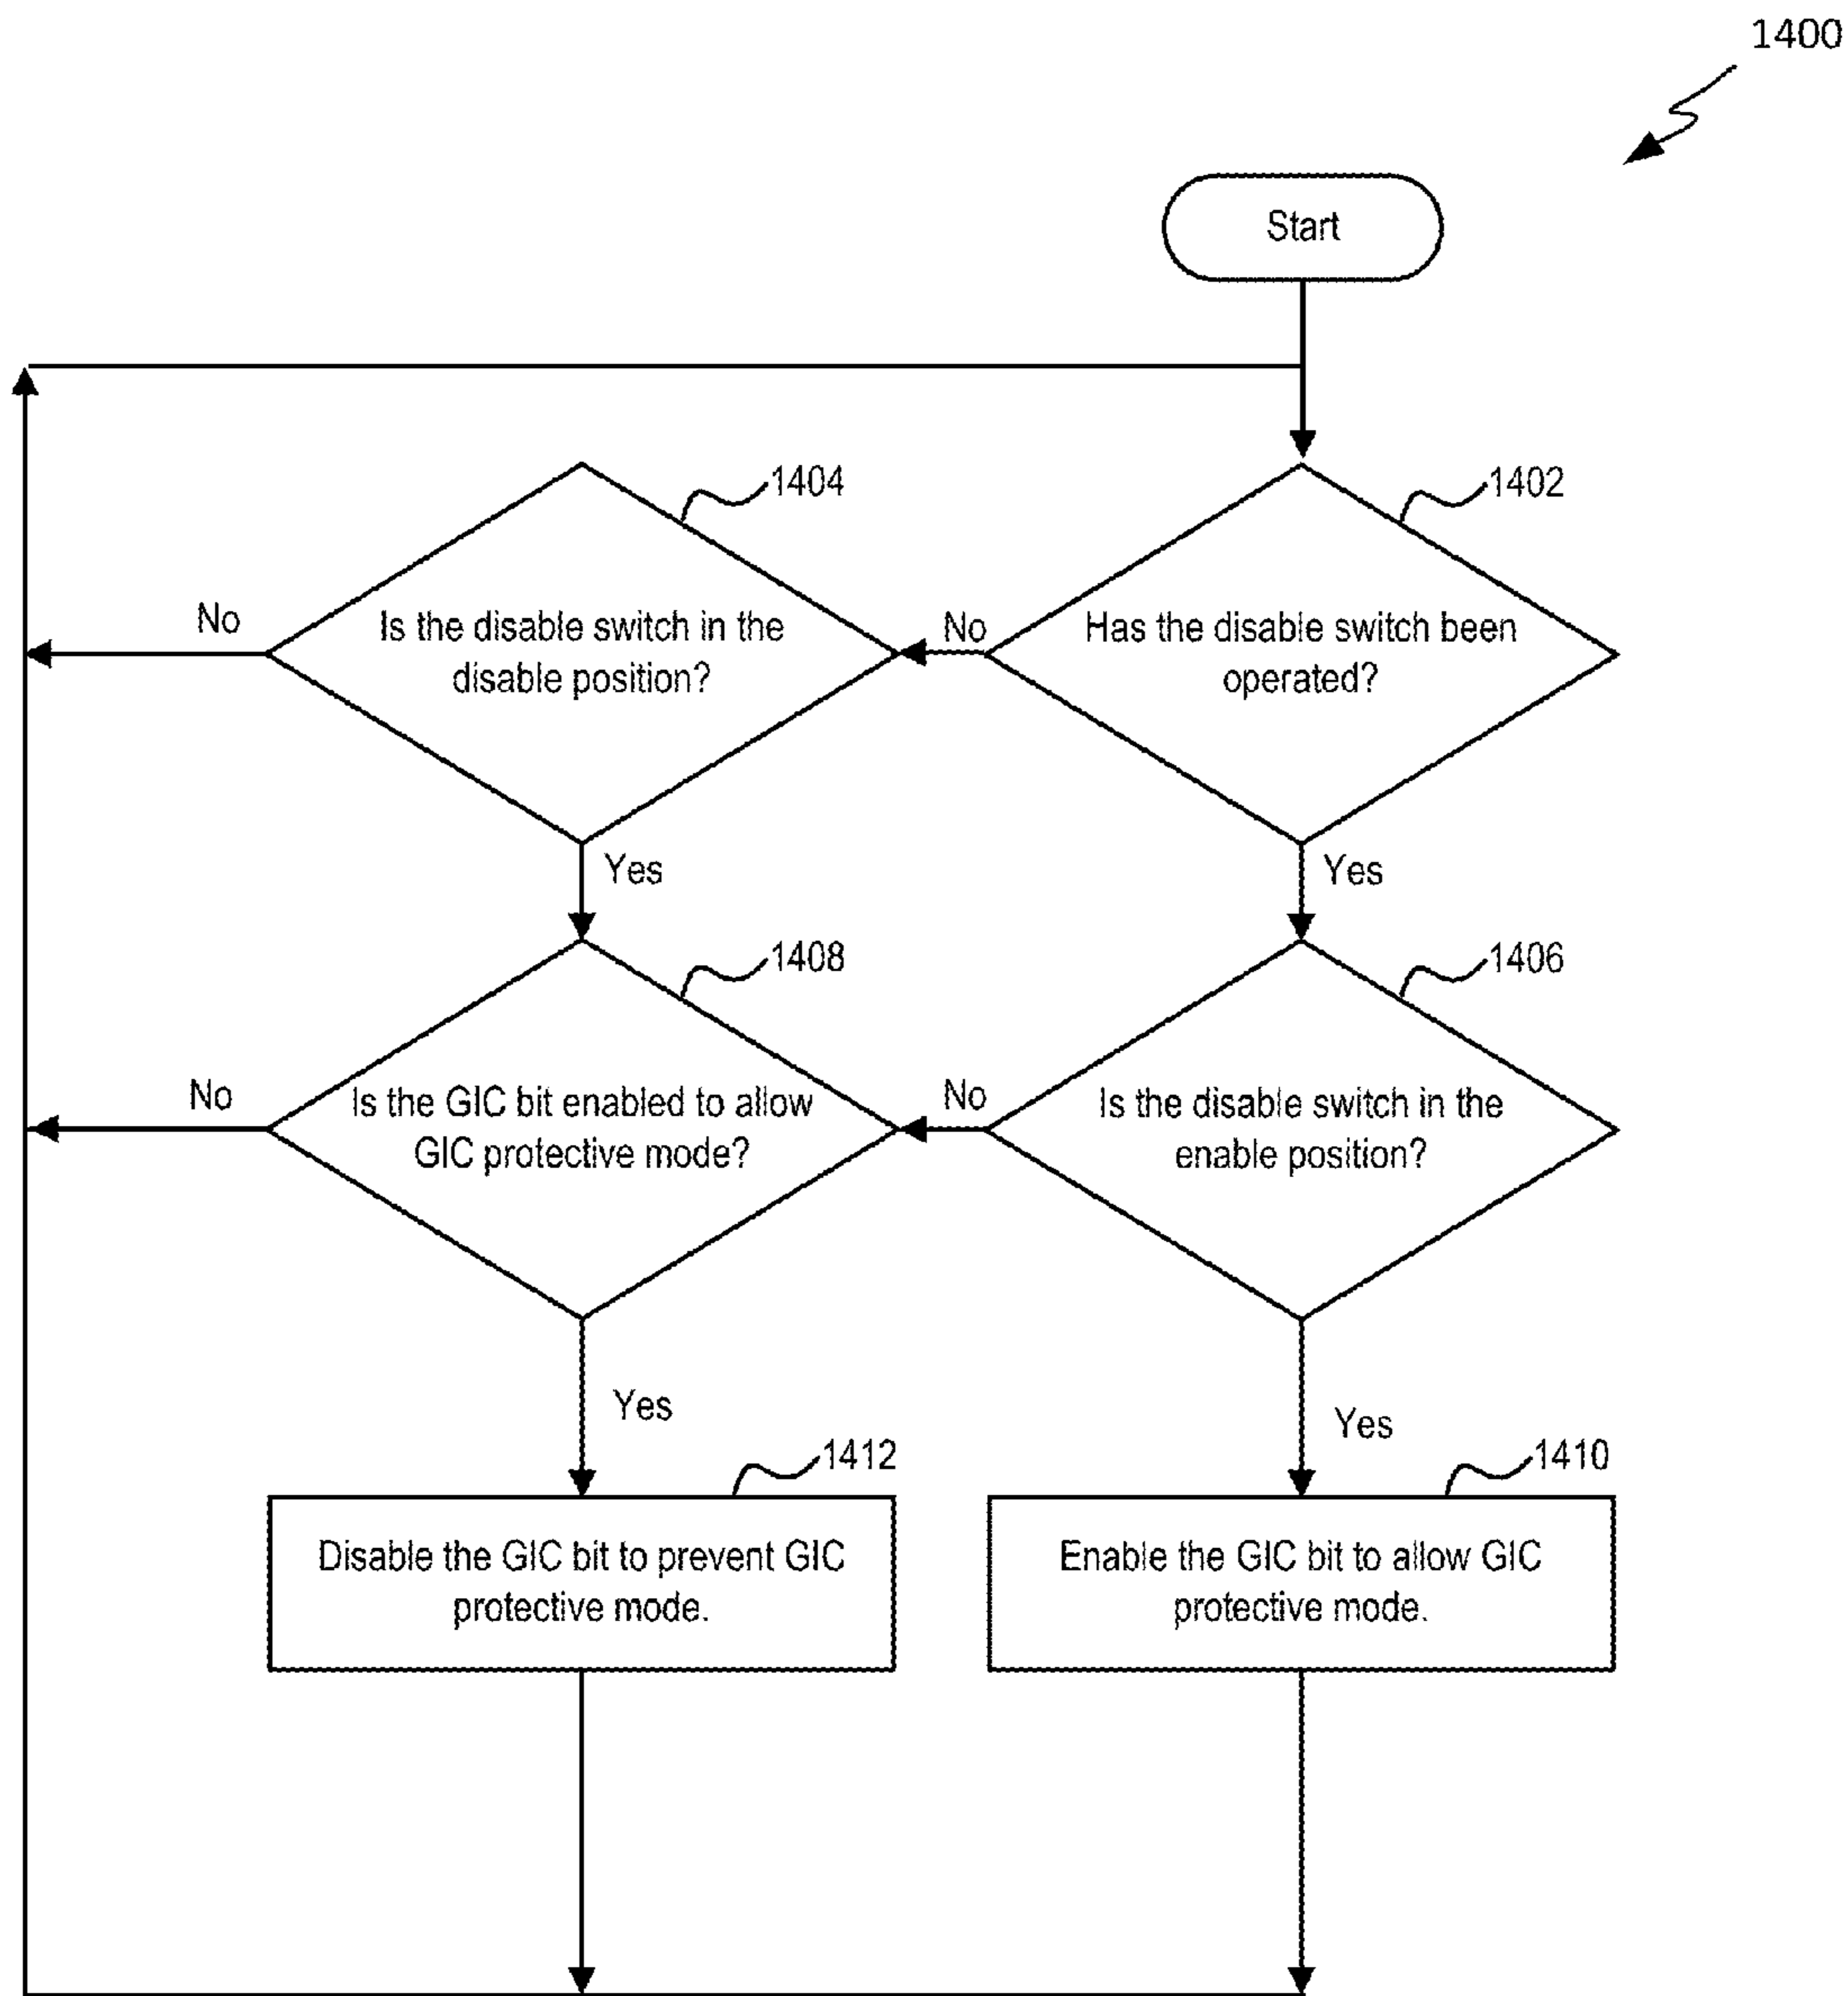 1400
Start
1404
1402
No
Is the disable switch in the
disable position?
No
Has the disable switch been
operated?
Yes
Yes
1408
1406
No
Is the GIC bit enabled to allow
GIC protective mode?
No
Is the disable switch in the
enable position?
Yes
Yes
1412
1410
Disable the GIC bit to prevent GIC
protective mode.
Enable the GIC bit to allow GIC
protective mode.